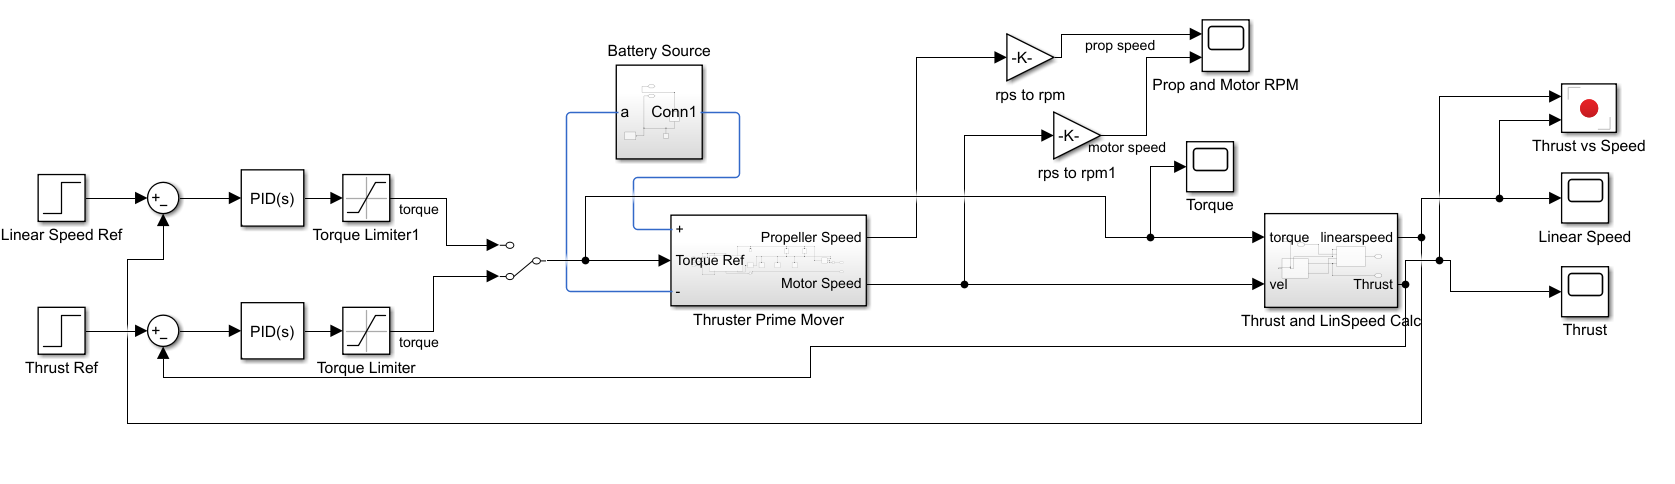 Battery Source
a
Conn1
-K-
rps to rpm
prop speed
Prop and Motor RPM
-K-
rps to rpm1
motor speed
Thrust vs Speed
Torque
Linear Speed Ref
+
−
PID(s)
Torque Limiter1
torque
+
Torque Ref
-
Propeller Speed
Motor Speed
Thruster Prime Mover
torque
vel
linearspeed
Thrust
Thrust and LinSpeed Calc
Linear Speed
Thrust
Thrust Ref
+
−
PID(s)
Torque Limiter
torque